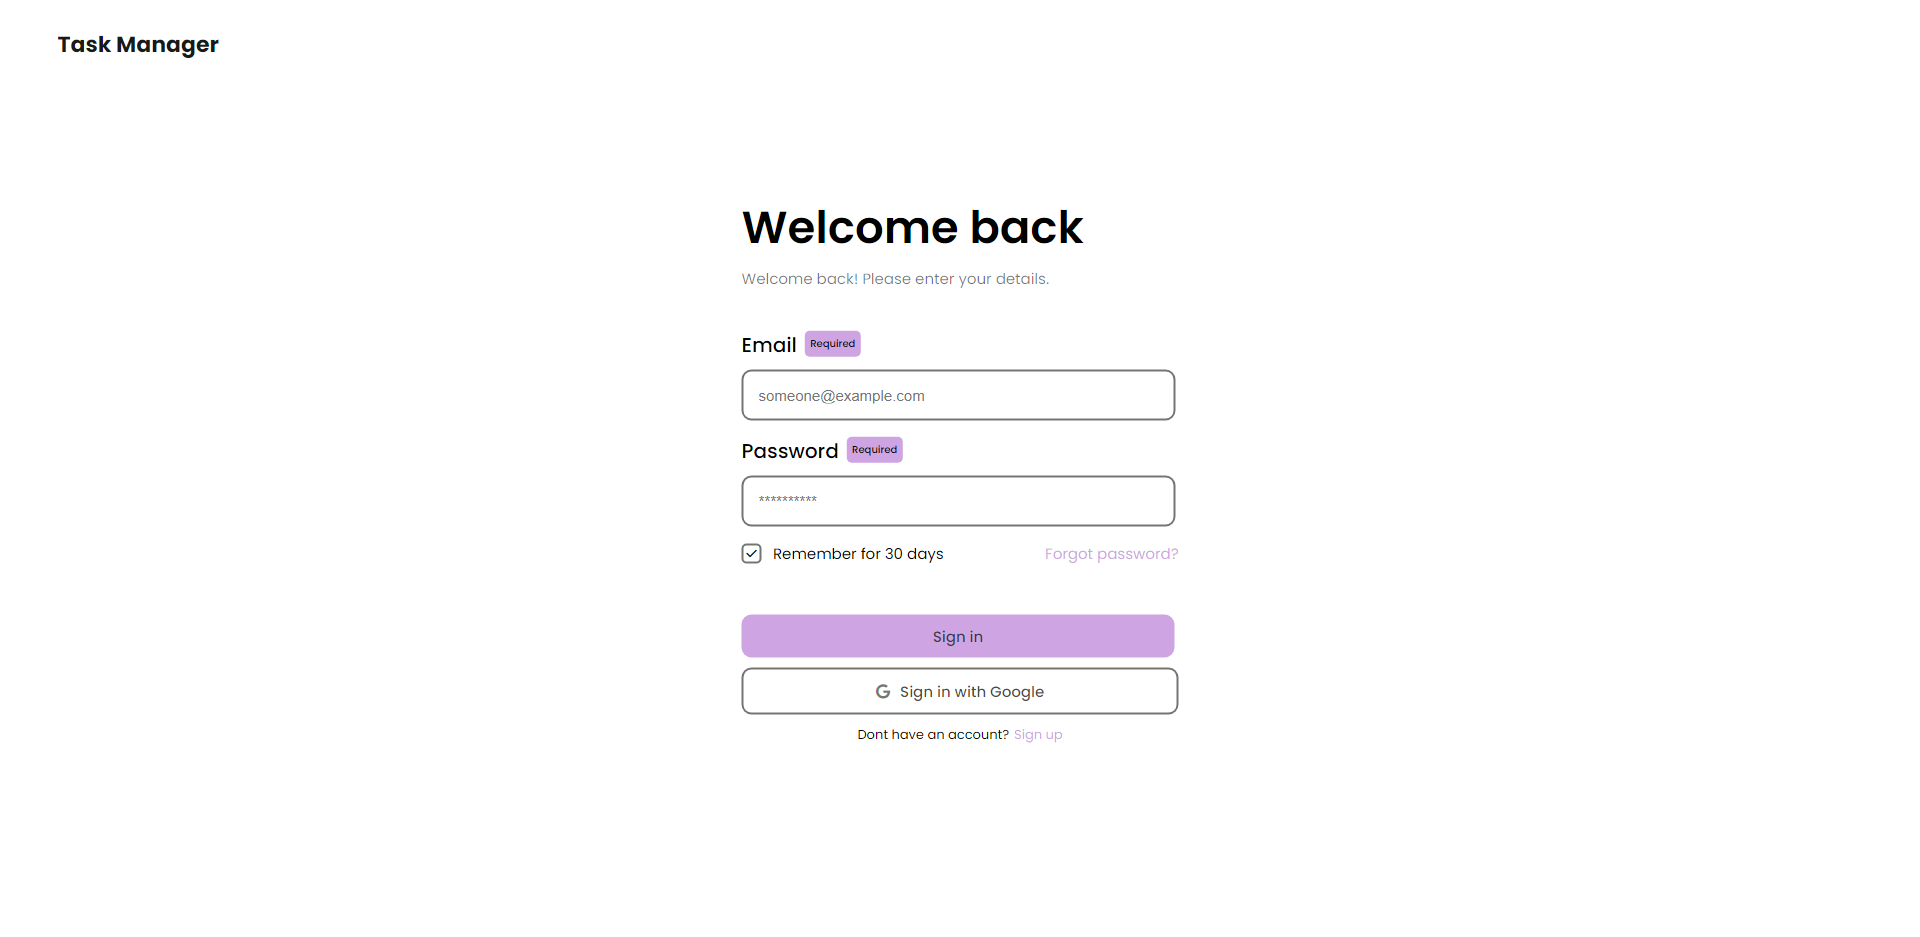 Task Manager
Welcome back
Welcome back! Please enter your details.
Email Required
someone@example.com
Password Required
**********
Remember for 30 days Forgot password?
Sign in
Sign in with Google
Dont have an account? Sign up